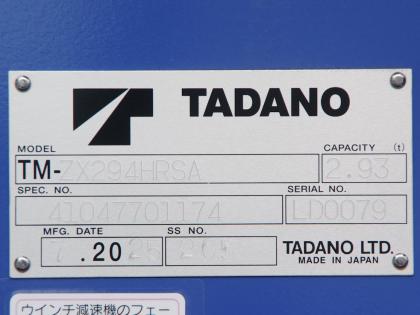 TADANO
MODEL
CAPACITY (t)
TM-ZX294HRSA
2.93
SPEC. NO.
SERIAL NO.
41047701174
LD0079
MFG. DATE
SS NO.
7.20
TADANO LTD.
MADE IN JAPAN
ウインチ減速機のフェー